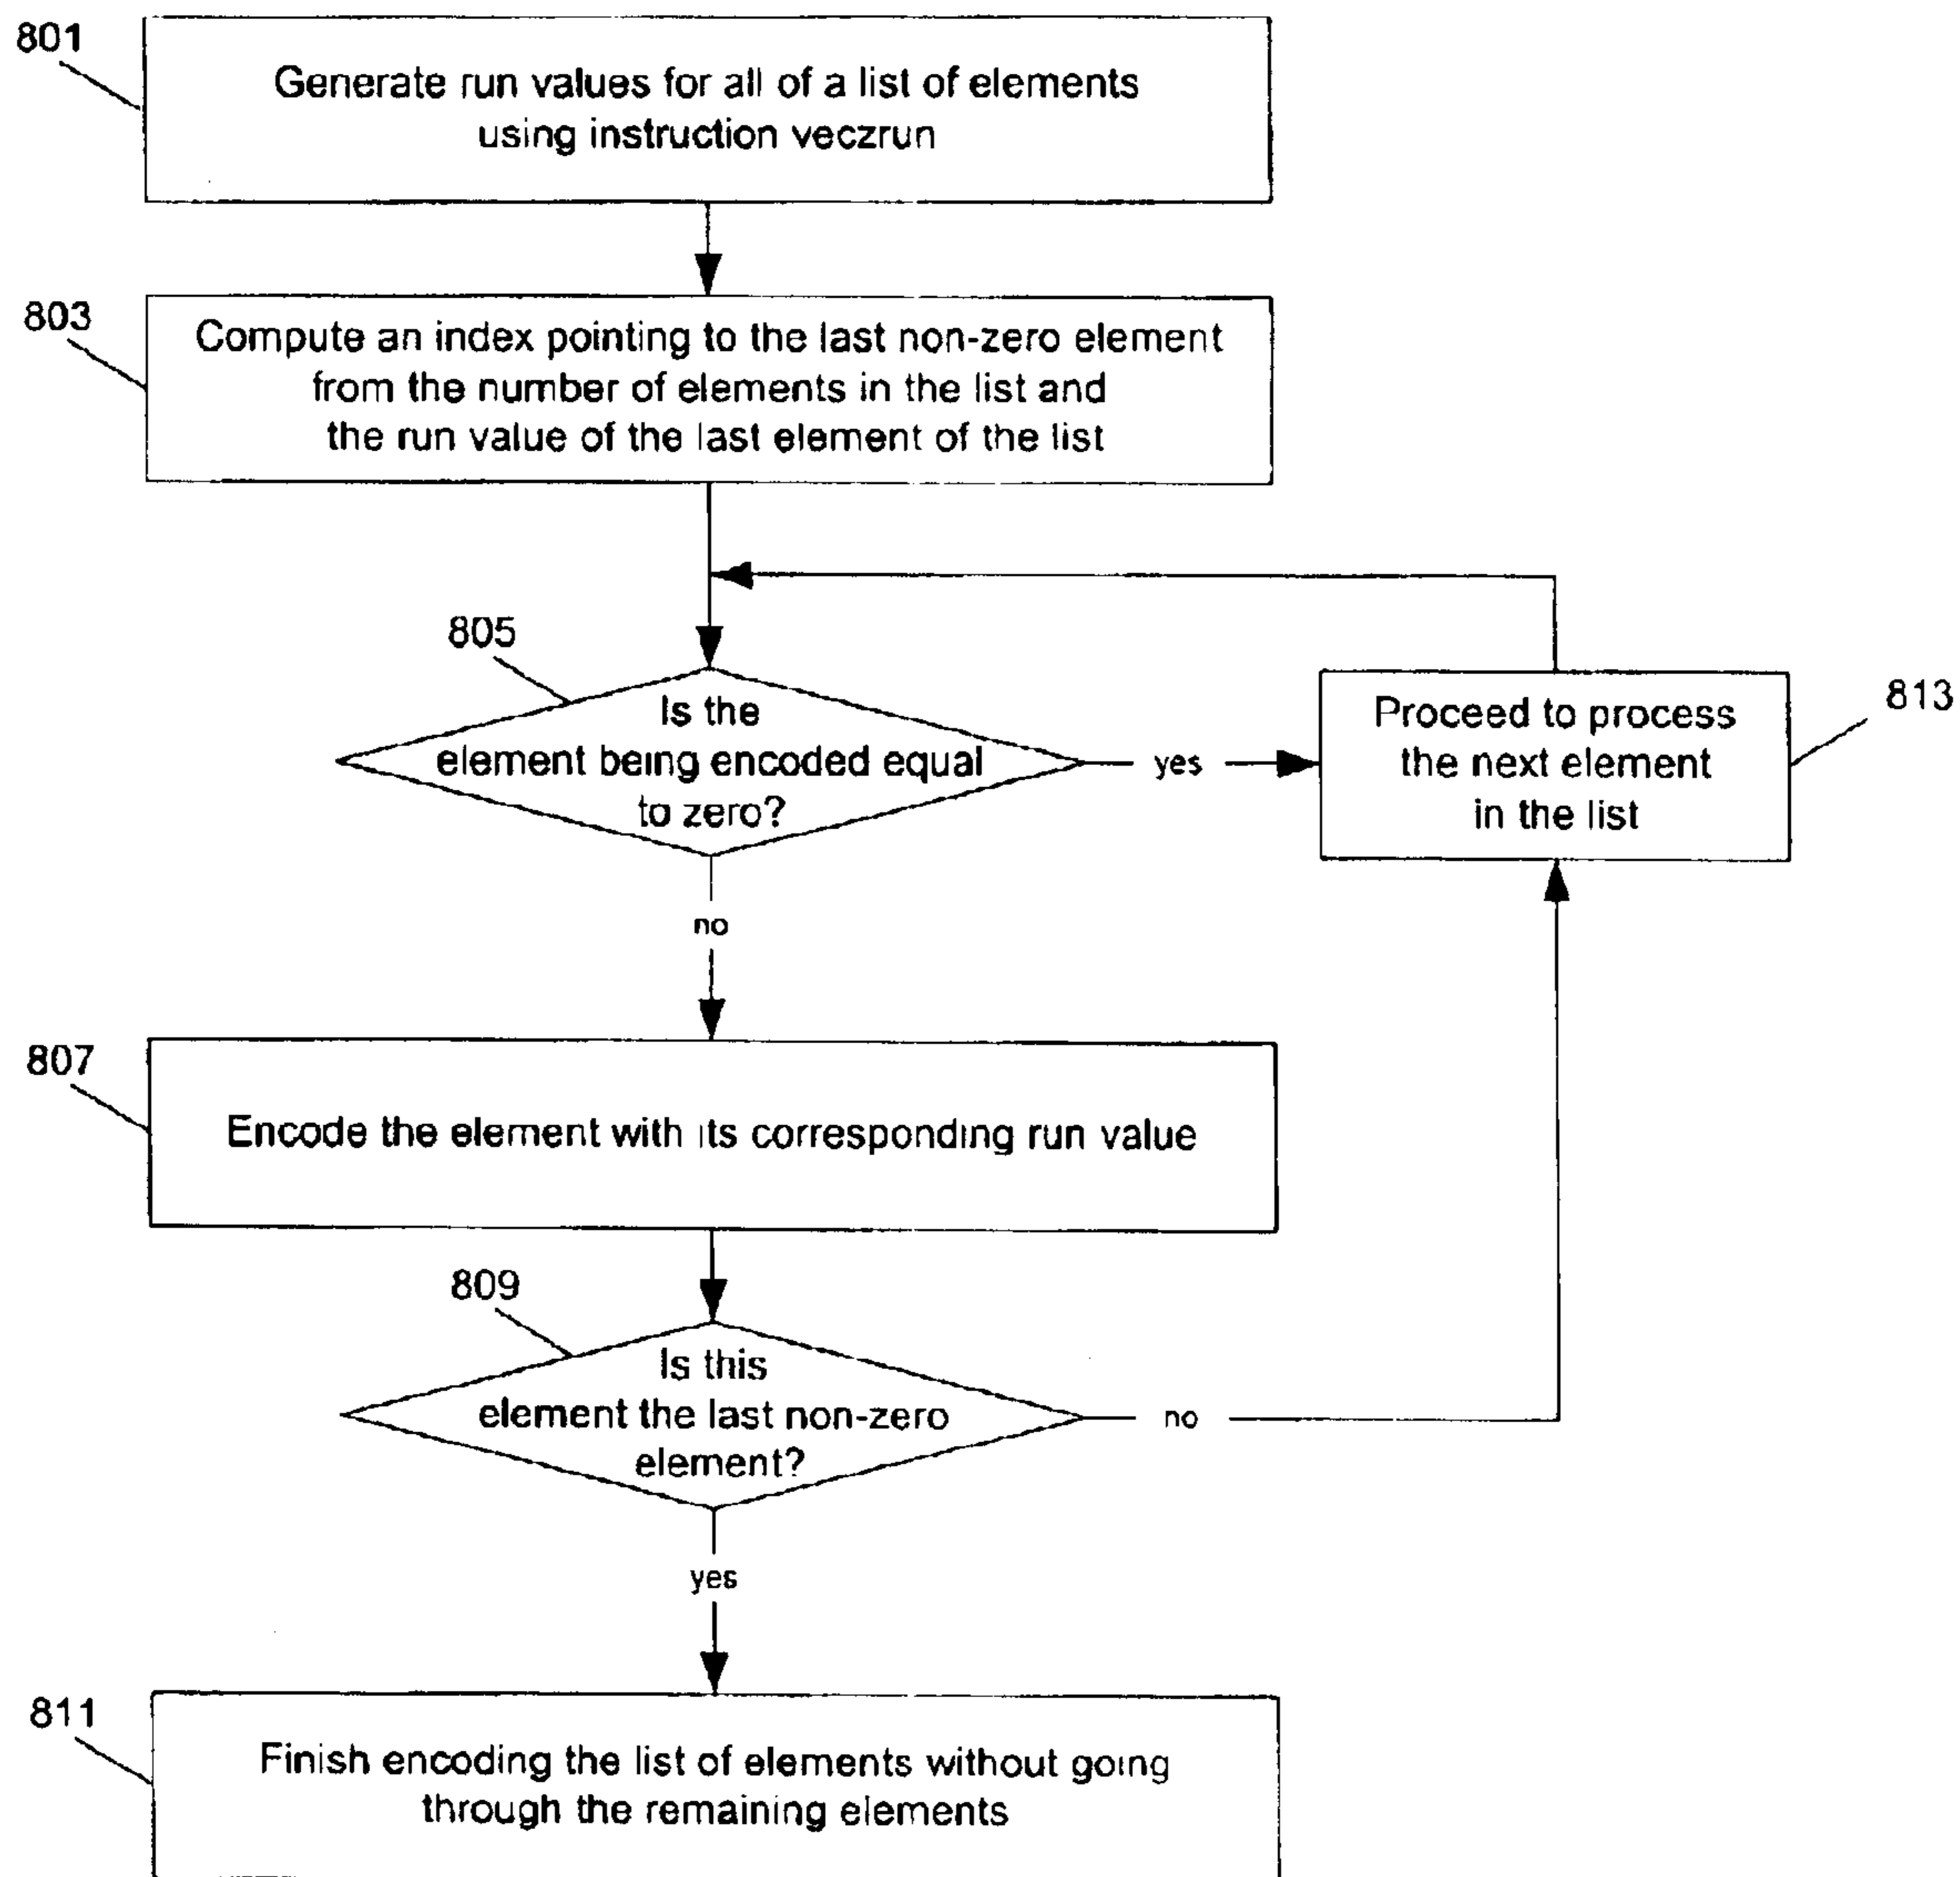 801
Generate run values for all of a list of elements
using instruction veczrun
803
Compute an index pointing to the last non-zero element
from the number of elements in the list and
the run value of the last element of the list
805
Is the
element being encoded equal
to zero?
yes
Proceed to process
the next element
in the list
813
no
807
Encode the element with its corresponding run value
809
Is this
element the last non-zero
element?
no
yes
811
Finish encoding the list of elements without going
through the remaining elements